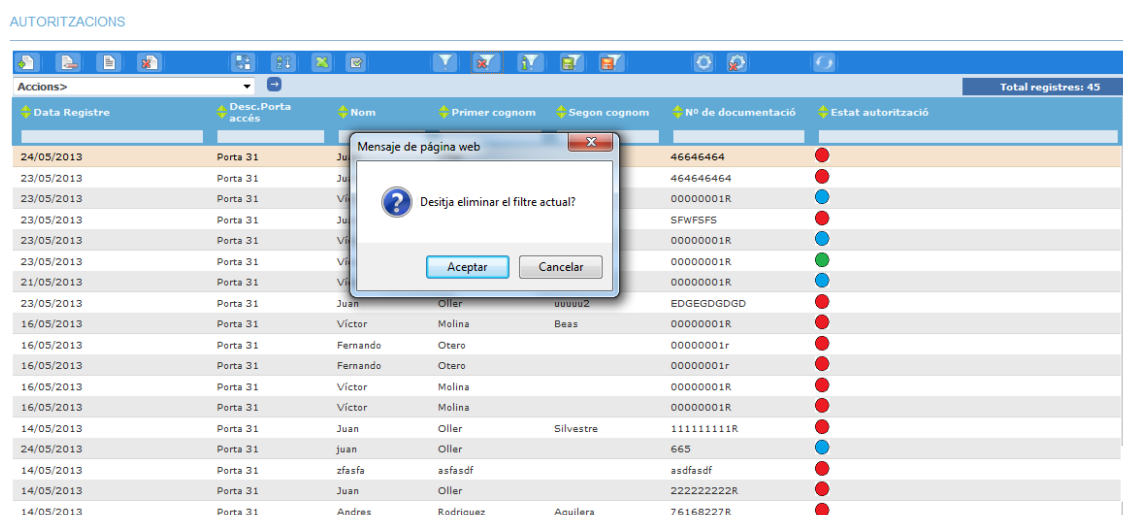 AUTORITZACIONS
Accions>
Total registres: 45
Data Registre Desc.Porta accés Nom Primer cognom Segon cognom Nº de documentació Estat autorització
Mensaje de página web
Desitja eliminar el filtre actual?
Aceptar Cancelar
24/05/2013 Porta 31 46646464
23/05/2013 Porta 31 464646464
23/05/2013 Porta 31 00000001R
23/05/2013 Porta 31 SFWFSFS
23/05/2013 Porta 31 00000001R
23/05/2013 Porta 31 00000001R
21/05/2013 Porta 31 00000001R
23/05/2013 Porta 31 Juan Oller uuuuu2 EDGEGDGDGD
16/05/2013 Porta 31 Víctor Molina Beas 00000001R
16/05/2013 Porta 31 Fernando Otero 00000001r
16/05/2013 Porta 31 Fernando Otero 00000001r
16/05/2013 Porta 31 Víctor Molina 00000001R
16/05/2013 Porta 31 Víctor Molina 00000001R
14/05/2013 Porta 31 Juan Oller Silvestre 111111111R
24/05/2013 Porta 31 juan Oller 665
14/05/2013 Porta 31 zfasfa asfasdf asdfasdf
14/05/2013 Porta 31 Juan Oller 222222222R
14/05/2013 Porta 31 Andres Rodriguez Aguilera 76168227R